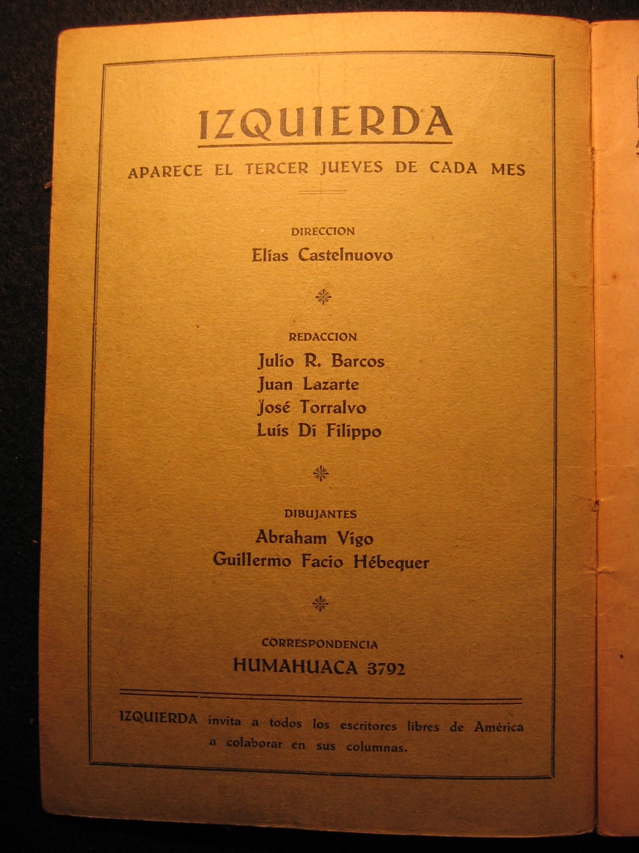 IZQUIERDA
APARECE EL TERCER JUEVES DE CADA MES
DIRECCION
Elías Castelnuovo
REDACCION
Julio R. Barcos
Juan Lazarte
José Torralvo
Luís Di Filippo
DIBUJANTES
Abraham Vigo
Guillermo Facio Hébequer
CORRESPONDENCIA
HUMAHUACA 3792
IZQUIERDA invita a todos los escritores libres de América
a colaborar en sus columnas.